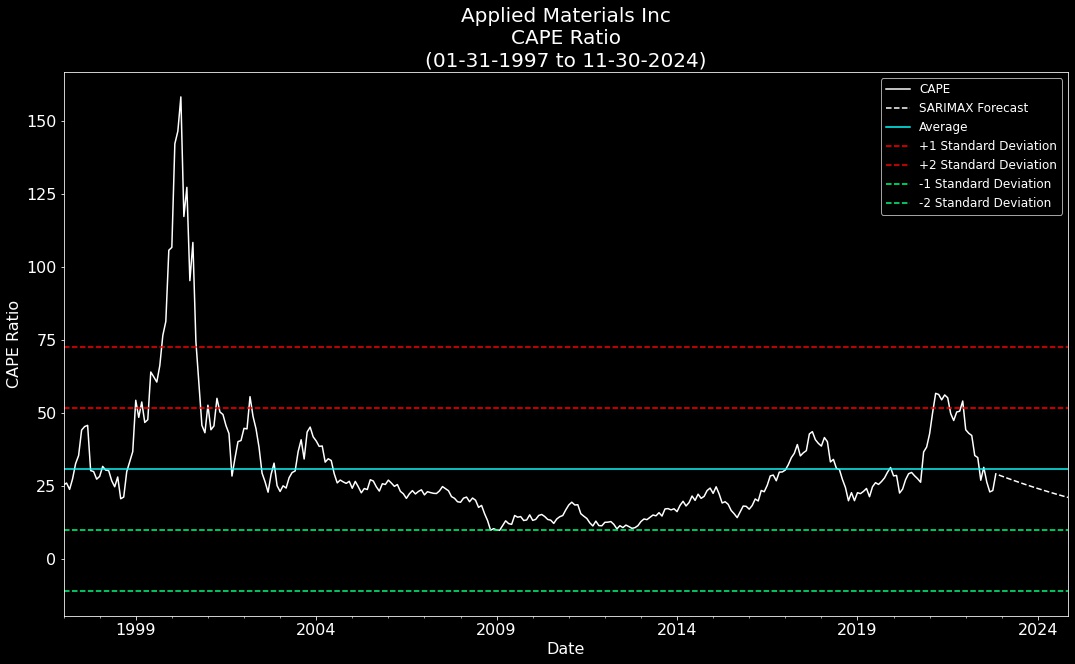 Applied Materials Inc
CAPE Ratio
(01-31-1997 to 11-30-2024)
CAPE
SARIMAX Forecast
Average
+1 Standard Deviation
+2 Standard Deviation
-1 Standard Deviation
-2 Standard Deviation
CAPE Ratio
150
125
100
75
50
25
0
1999
2004
2009
2014
2019
2024
Date